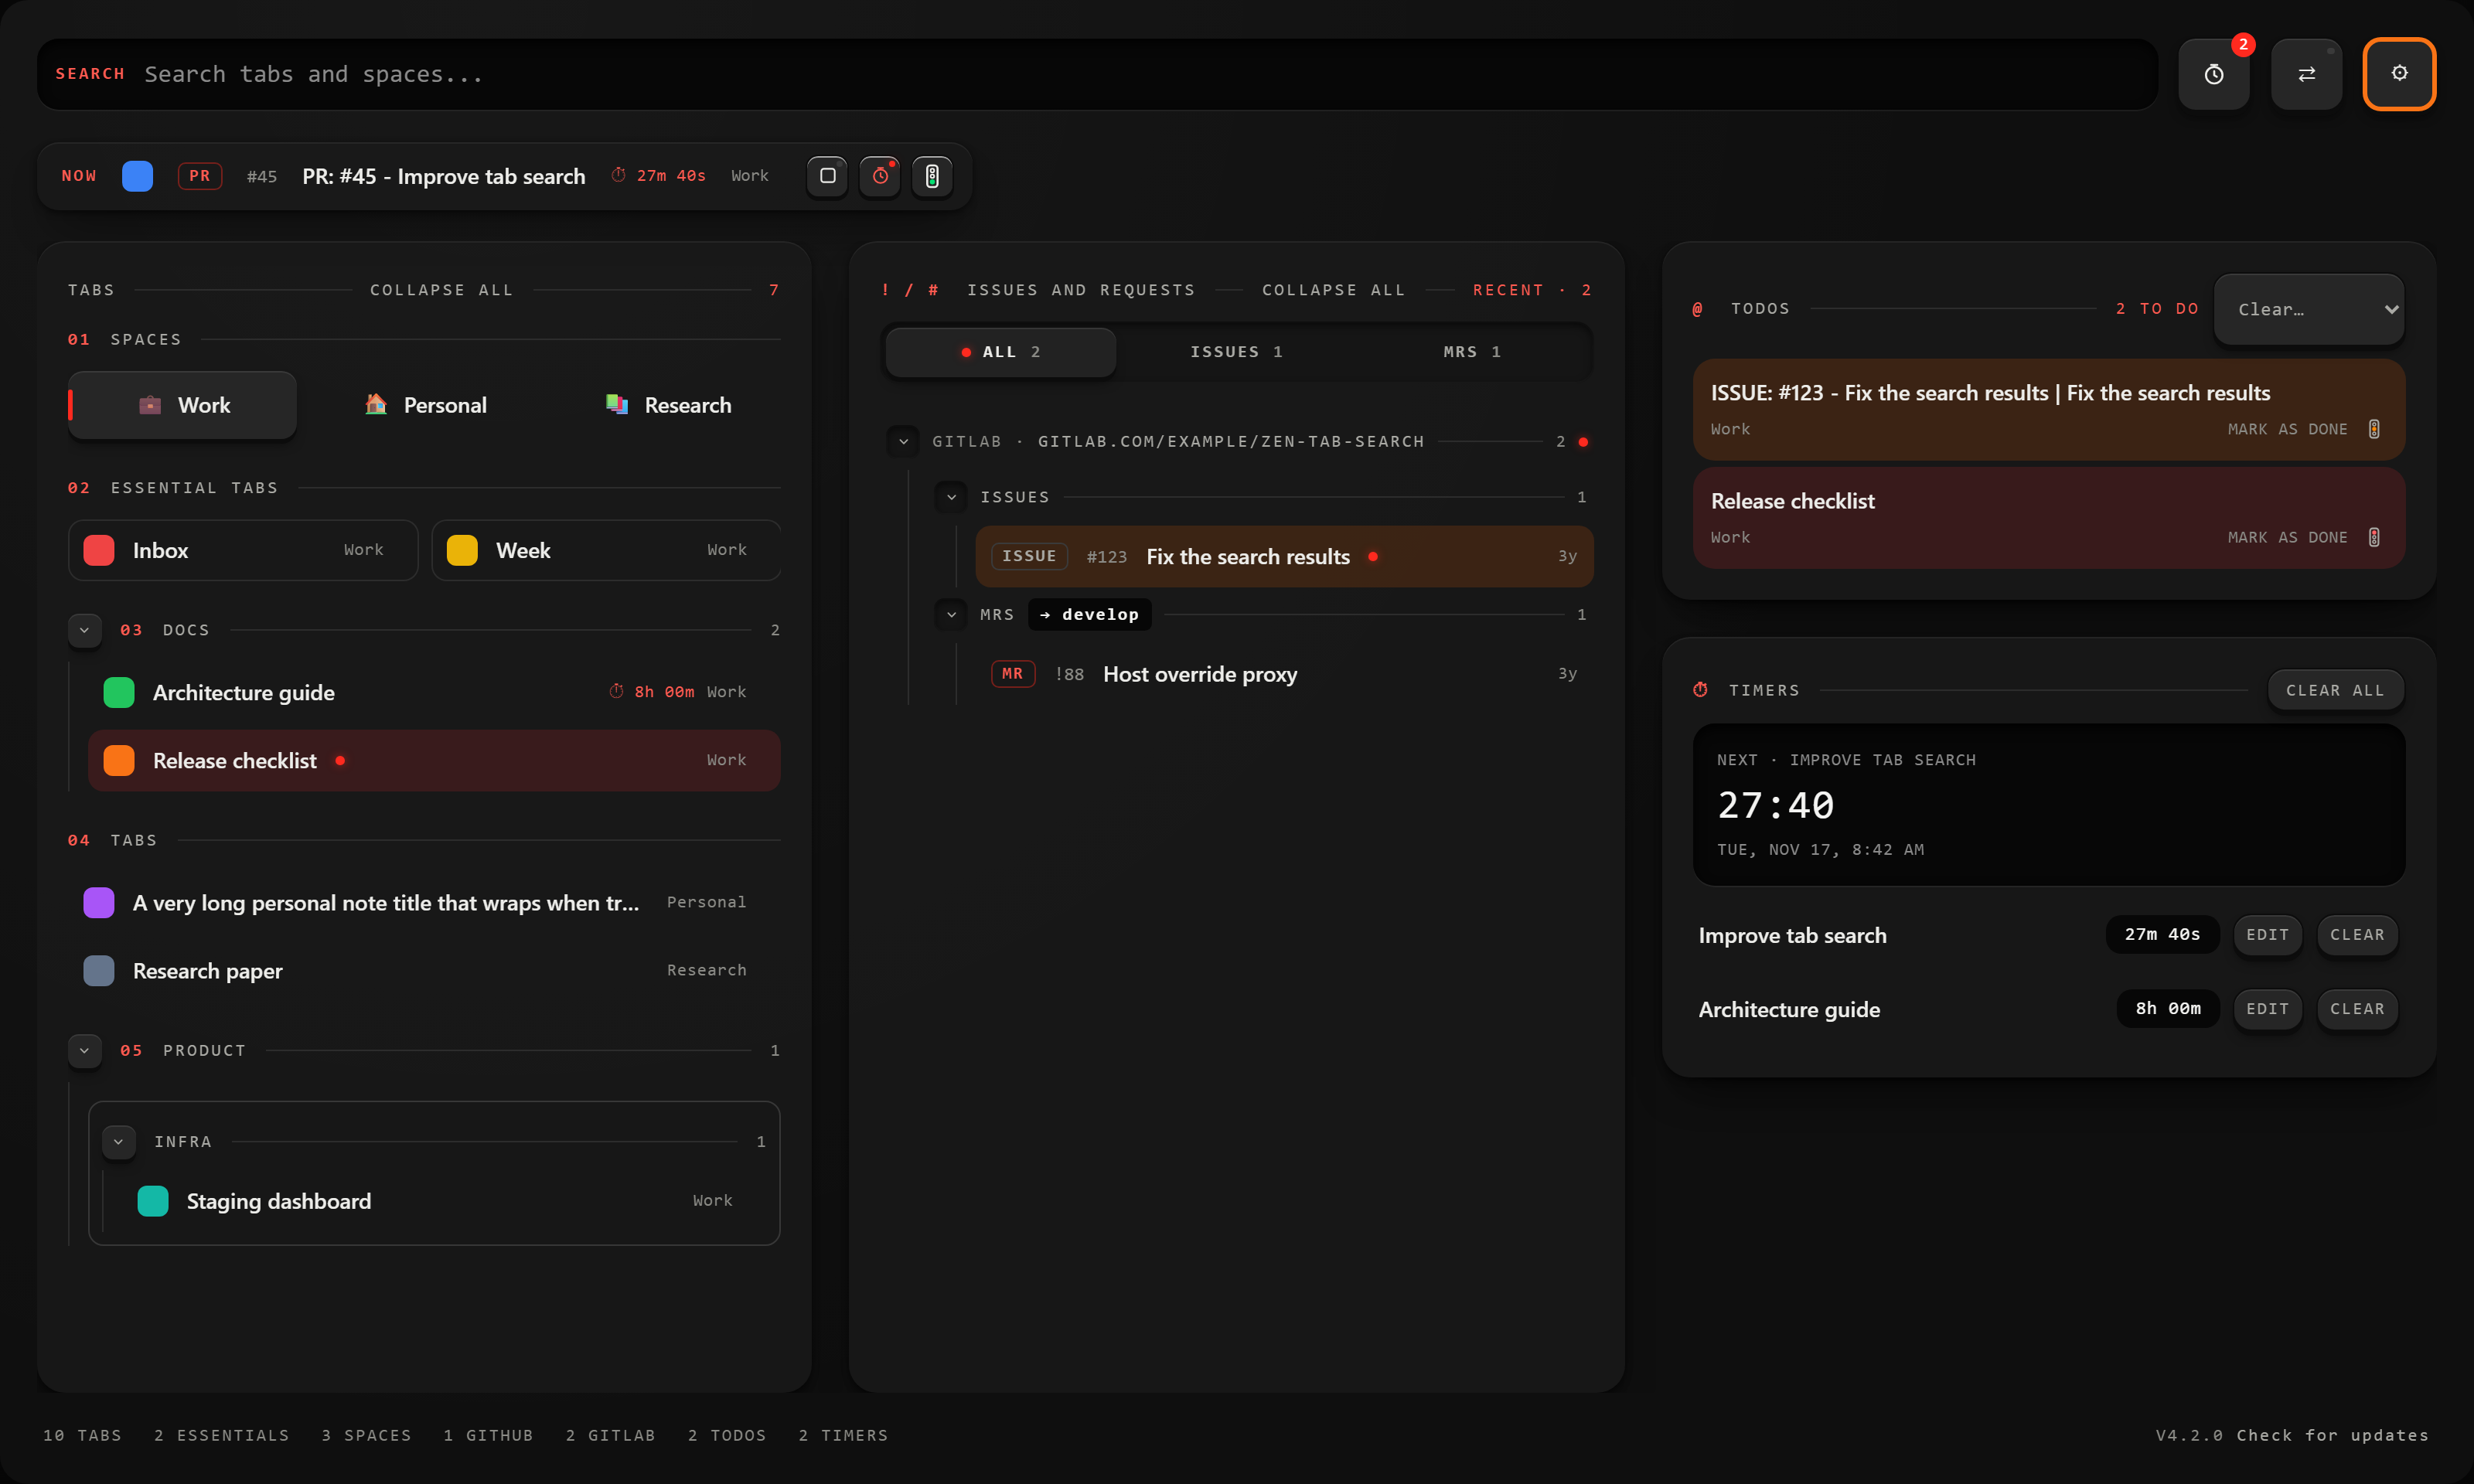 SEARCH Search tabs and spaces...
2
NOW PR #45 PR: #45 - Improve tab search 27m 40s Work
TABS COLLAPSE ALL 7
01 SPACES
Work Personal Research
02 ESSENTIAL TABS
Inbox Work Week Work
03 DOCS 2
Architecture guide 8h 00m Work
Release checklist Work
04 TABS
A very long personal note title that wraps when tr... Personal
Research paper Research
05 PRODUCT 1
INFRA 1
Staging dashboard Work
! / # ISSUES AND REQUESTS COLLAPSE ALL RECENT · 2
ALL 2 ISSUES 1 MRS 1
GITLAB · GITLAB.COM/EXAMPLE/ZEN-TAB-SEARCH 2
ISSUES 1
ISSUE #123 Fix the search results 3y
MRS → develop 1
MR !88 Host override proxy 3y
@ TODOS 2 TO DO Clear…
ISSUE: #123 - Fix the search results | Fix the search results
Work MARK AS DONE
Release checklist
Work MARK AS DONE
TIMERS CLEAR ALL
NEXT · IMPROVE TAB SEARCH
27:40
TUE, NOV 17, 8:42 AM
Improve tab search 27m 40s EDIT CLEAR
Architecture guide 8h 00m EDIT CLEAR
10 TABS 2 ESSENTIALS 3 SPACES 1 GITHUB 2 GITLAB 2 TODOS 2 TIMERS
V4.2.0 Check for updates